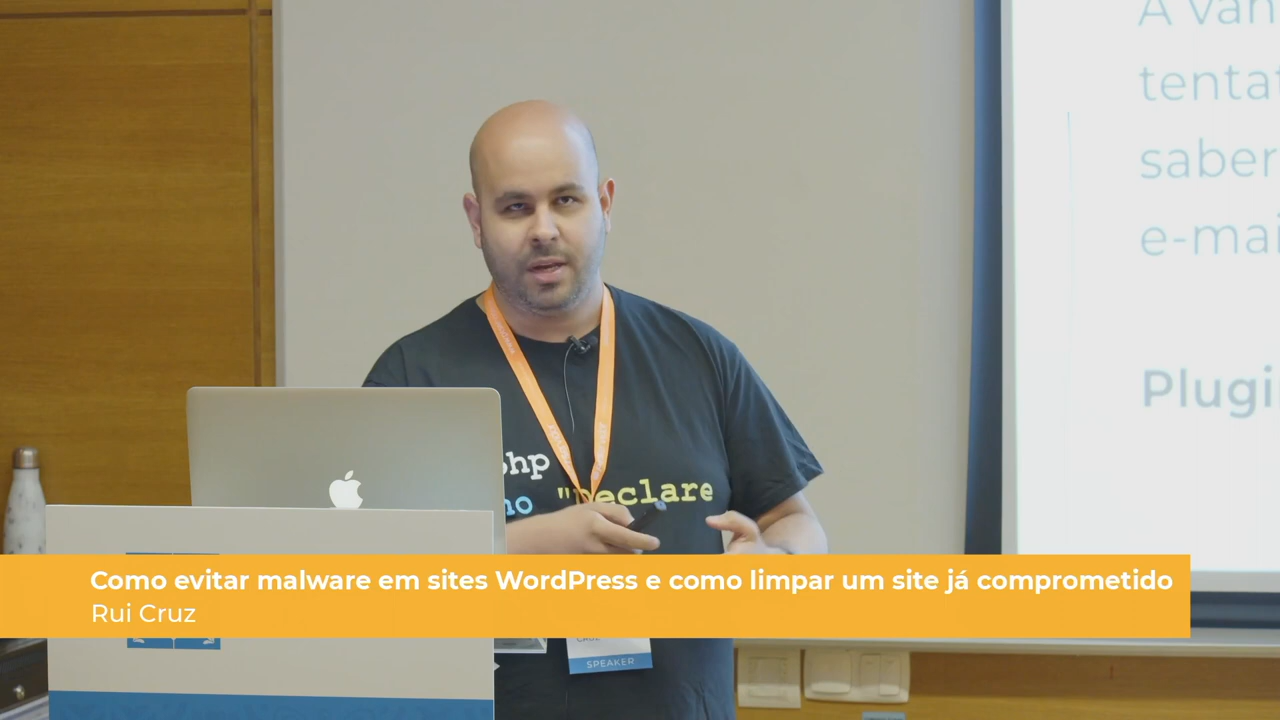 A van
tentat
saber
e-mai
Plugi
php
"Declare
Como evitar malware em sites WordPress e como limpar um site já comprometido
Rui Cruz
SPEAKER